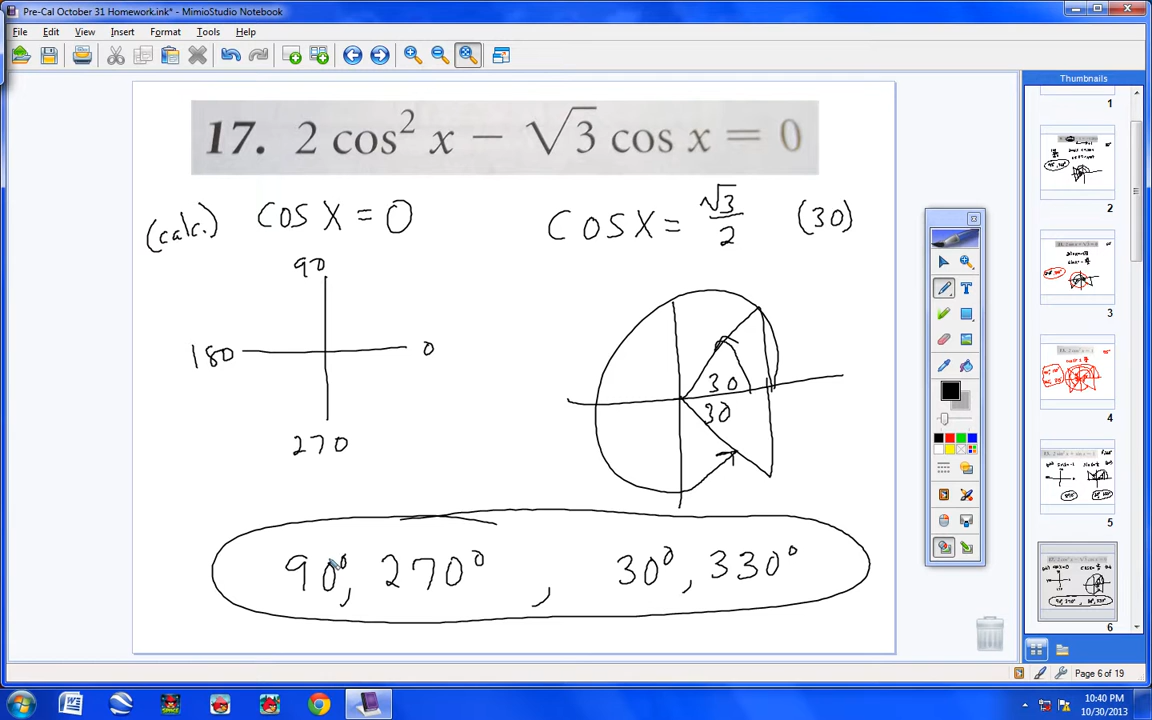 Pre-Cal October 31 Homework.ink* - MimioStudio Notebook
File Edit View Insert Format Tools Help
Thumbnails
17. 2 cos² x − √3 cos x = 0
(calc.) COS X = 0
COS X = √3/2 (30)
90
180 0
270
30
30
90°, 270° , 30°, 330°
1
2
3
4
5
6
Page 6 of 19
10:40 PM
10/30/2013